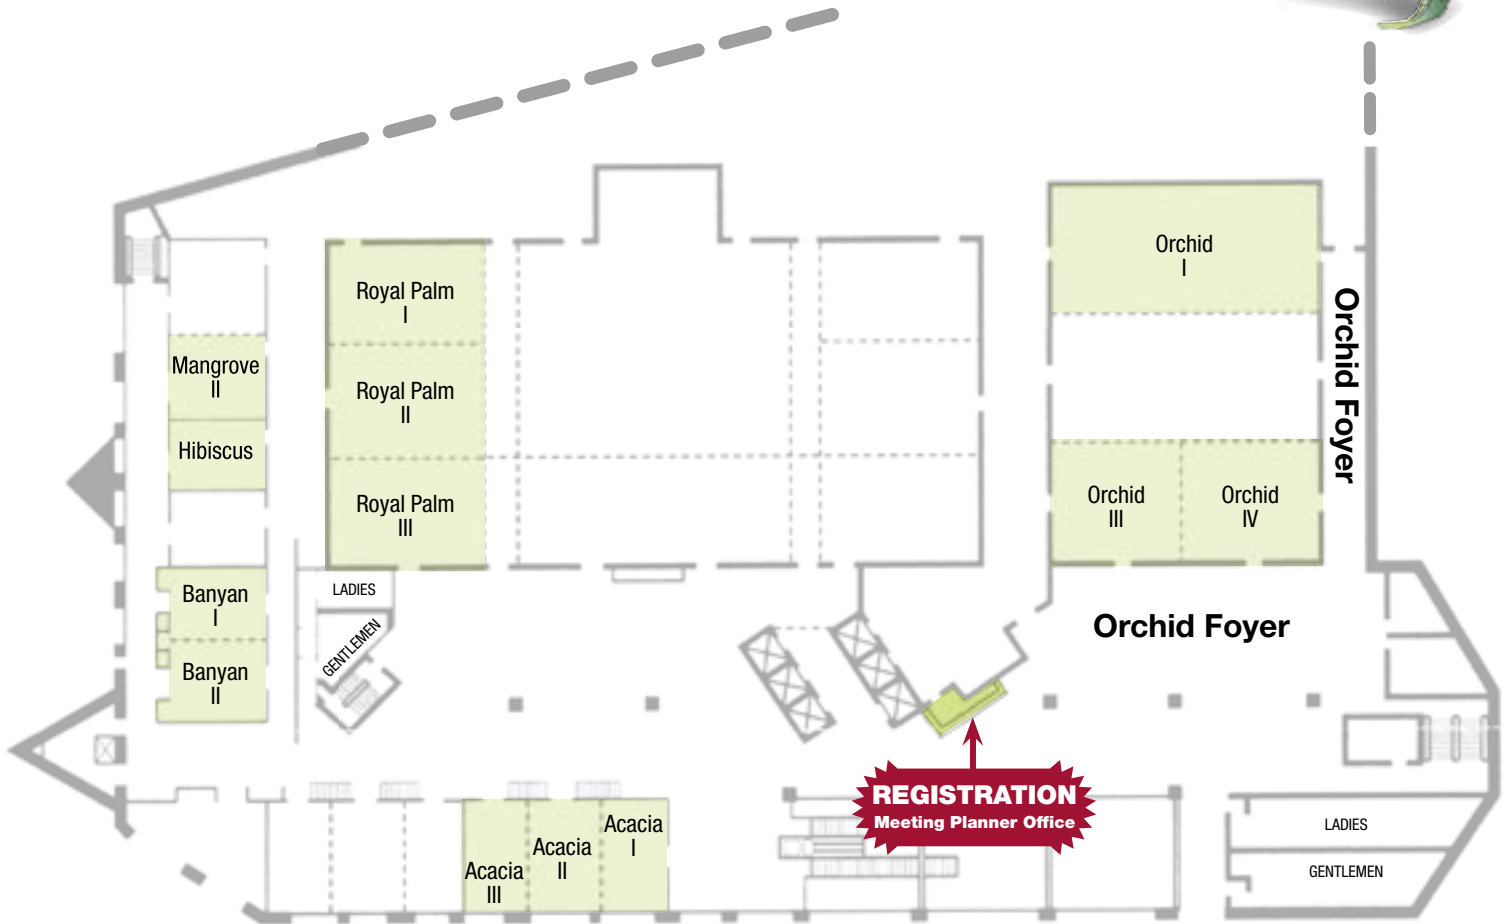 Orchid
I
Orchid Foyer
Royal Palm
I
Mangrove
II
Royal Palm
II
Hibiscus
Royal Palm
III
Orchid
III
Orchid
IV
Banyan
I
LADIES
GENTLEMEN
Orchid Foyer
Banyan
II
REGISTRATION
Meeting Planner Office
Acacia
I
Acacia
II
Acacia
III
LADIES
GENTLEMEN